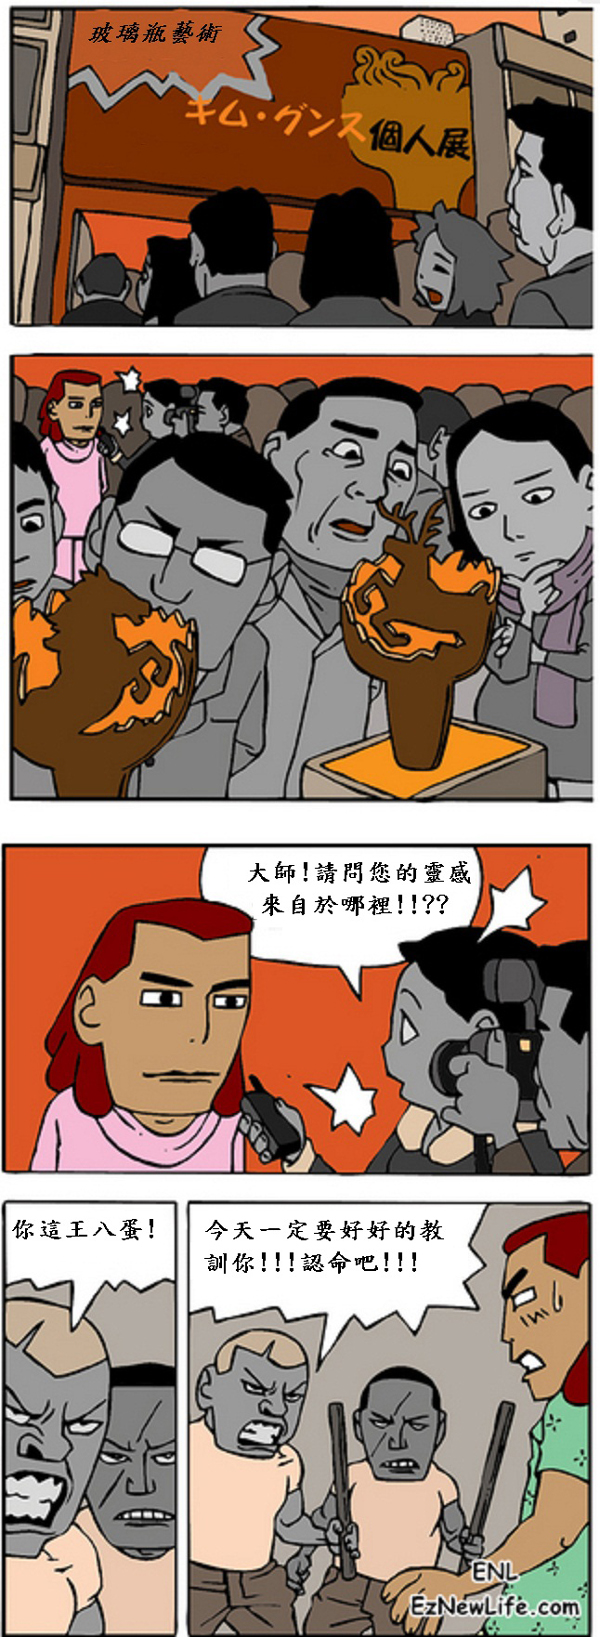 玻璃瓶藝術
キム・グンス 個人展
大師!請問您的靈感
來自於哪裡!!??
你這王八蛋!
今天一定要好好的教
訓你!!!認命吧!!!
ENL
EzNewLife.com